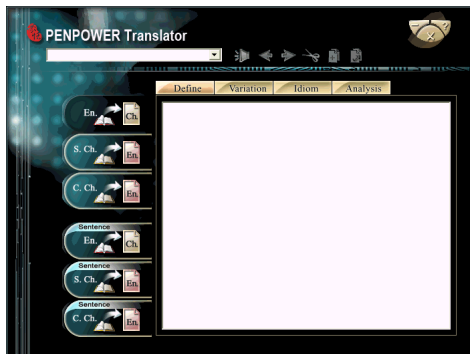 PENPOWER Translator
Define Variation Idiom Analysis
En. Ch.
S. Ch. En.
C. Ch. En.
Sentence
En. Ch.
Sentence
S. Ch. En.
Sentence
C. Ch. En.